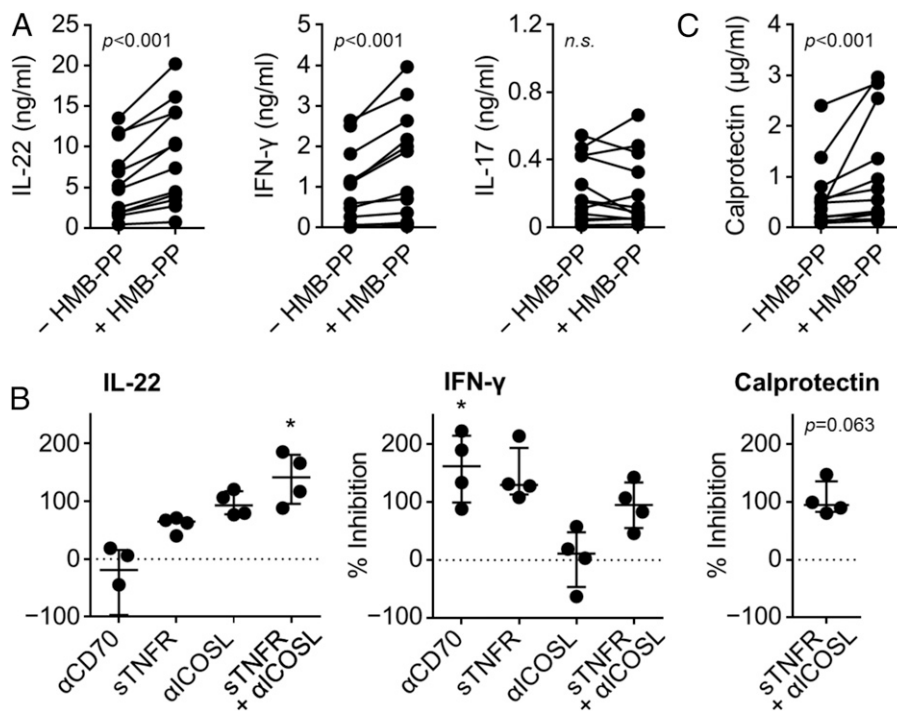 A
IL-22 (ng/ml)
25
20
15
10
5
0
p<0.001
− HMB-PP
+ HMB-PP
IFN-γ (ng/ml)
5
4
3
2
1
0
p<0.001
− HMB-PP
+ HMB-PP
IL-17 (ng/ml)
1.2
0.8
0.4
0
n.s.
− HMB-PP
+ HMB-PP
C
Calprotectin (µg/ml)
4
3
2
1
0
p<0.001
− HMB-PP
+ HMB-PP
B
IL-22
% Inhibition
200
100
0
−100
*
αCD70
sTNFR
αICOSL
sTNFR
+ αICOSL
IFN-γ
% Inhibition
200
100
0
−100
*
αCD70
sTNFR
αICOSL
sTNFR
+ αICOSL
Calprotectin
% Inhibition
200
100
0
−100
p=0.063
sTNFR
+ αICOSL